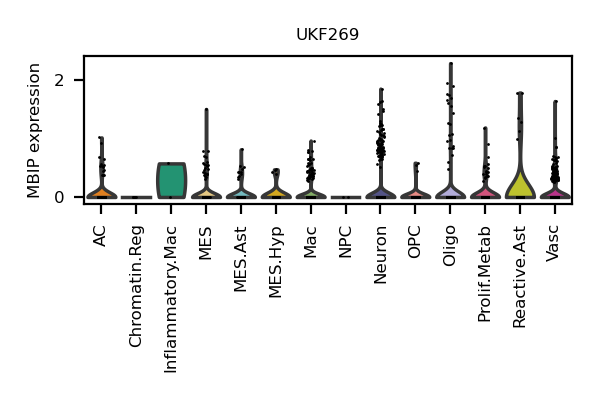 UKF269
MBIP expression
2
0
AC
Chromatin.Reg
Inflammatory.Mac
MES
MES.Ast
MES.Hyp
Mac
NPC
Neuron
OPC
Oligo
Prolif.Metab
Reactive.Ast
Vasc